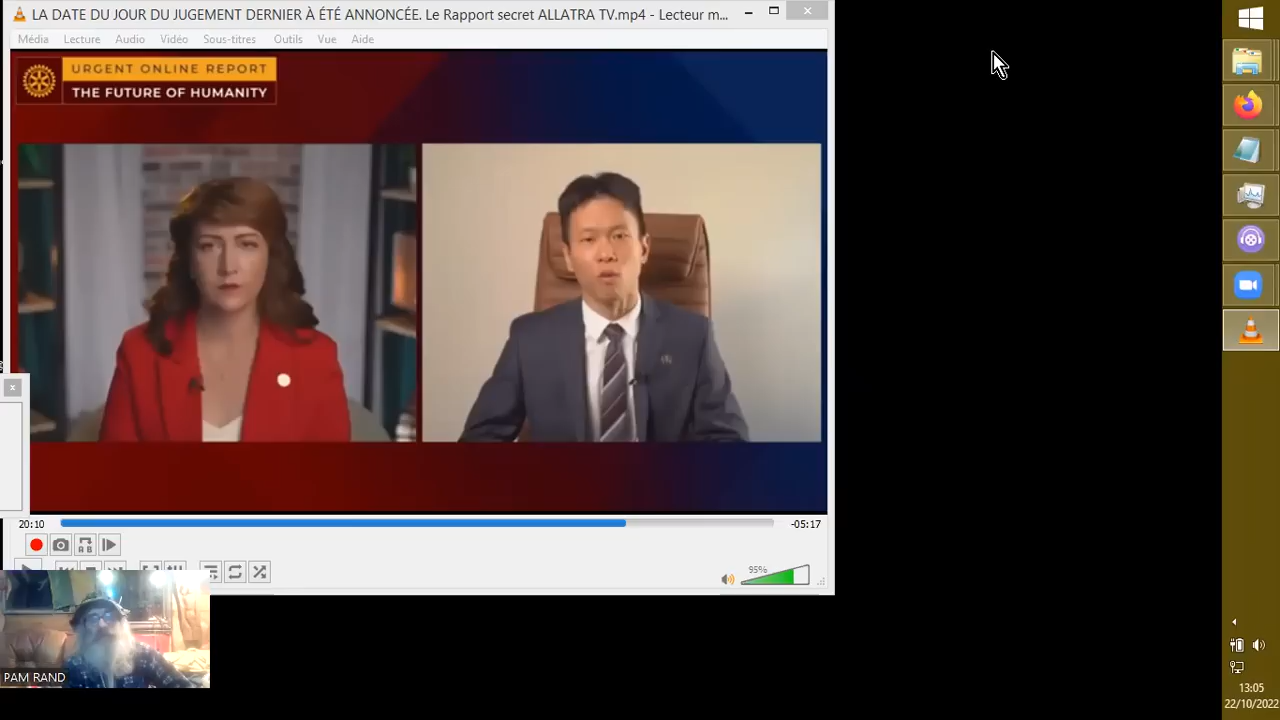 LA DATE DU JOUR DU JUGEMENT DERNIER À ÉTÉ ANNONCÉE. Le Rapport secret ALLATRA TV.mp4 - Lecteur m...
Média Lecture Audio Vidéo Sous-titres Outils Vue Aide
URGENT ONLINE REPORT
THE FUTURE OF HUMANITY
20:10
-05:17
95%
PAM RAND
13:05
22/10/2022